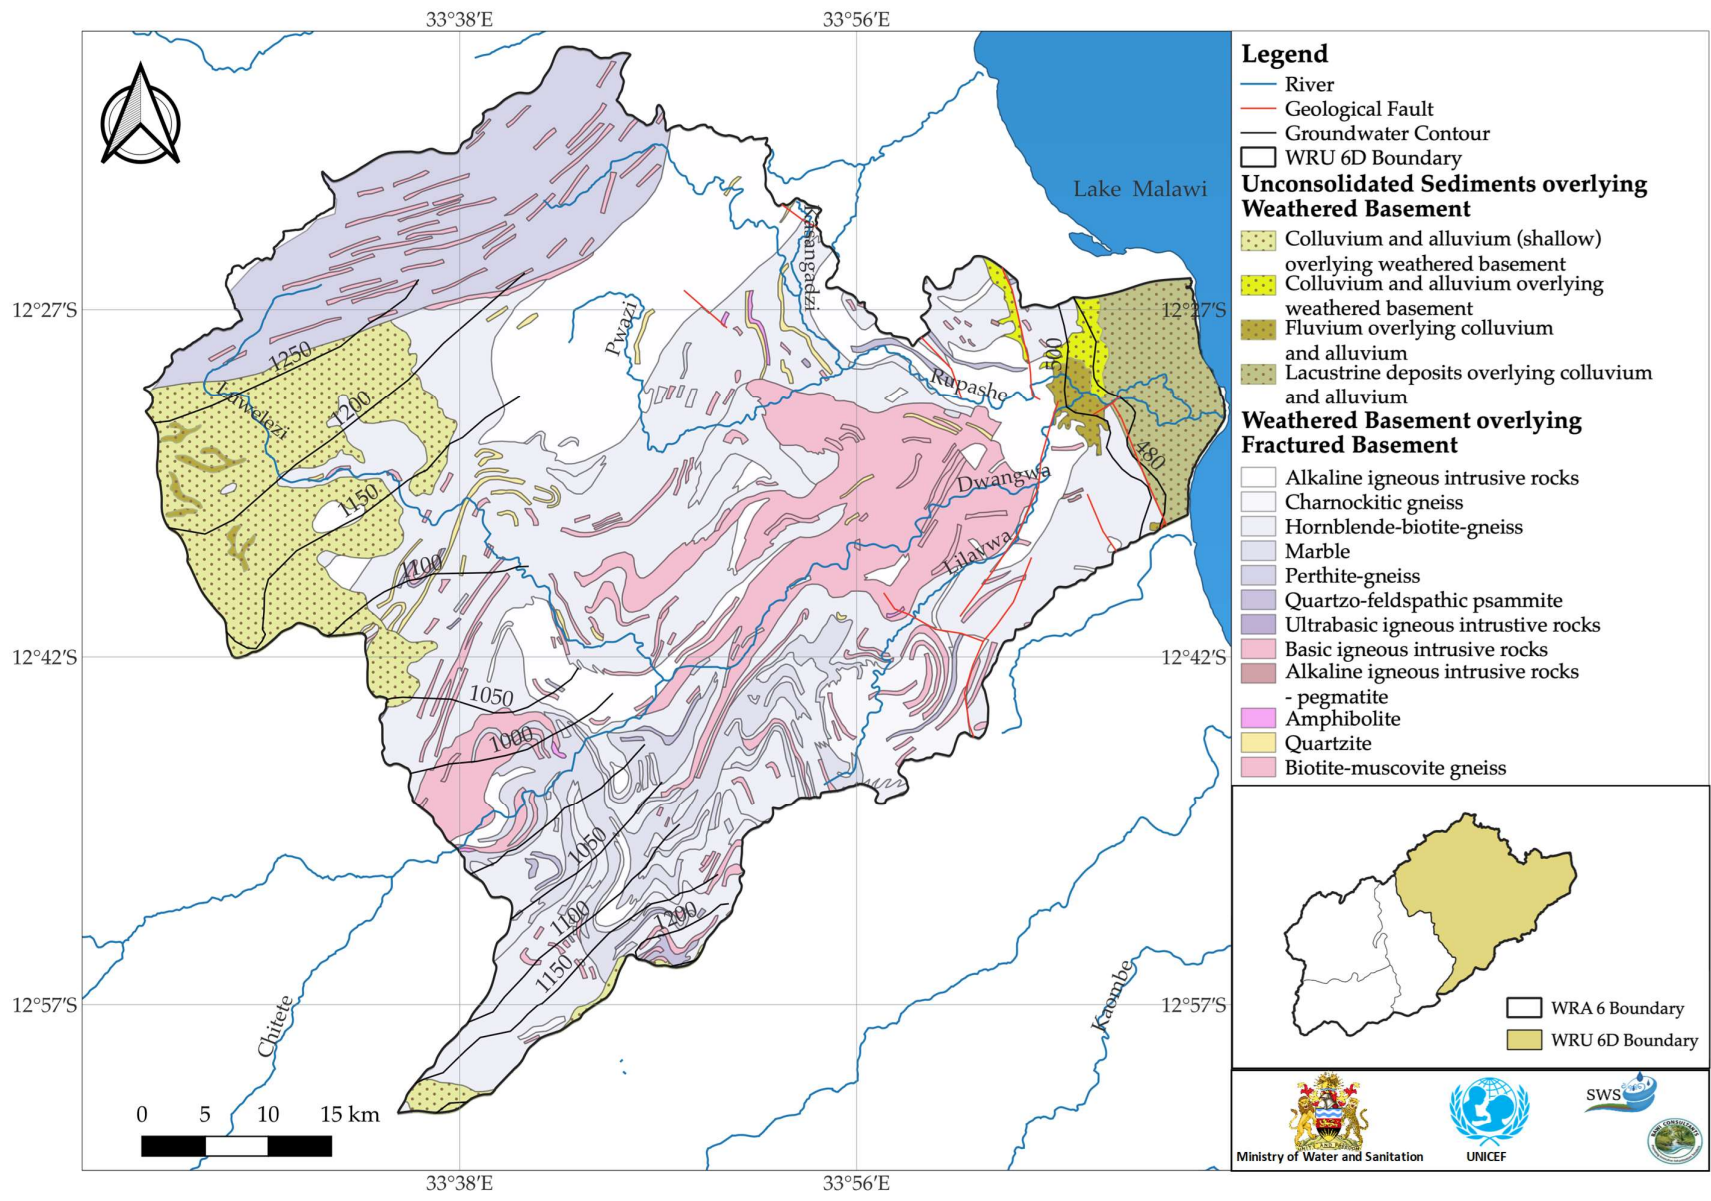 33°38′E
33°56′E
Lake Malawi
Kasangadzi
12°27′S
12°27′S
Pwazi
1250
500
Rupashe
Luwelezi
1200
480
Dwangwa
1150
Lilavwa
1100
12°42′S
12°42′S
1050
1000
1050
1100
1200
1150
12°57′S
12°57′S
Chitete
Kaombe
0 5 10 15 km
33°38′E
33°56′E
Legend
River
Geological Fault
Groundwater Contour
WRU 6D Boundary
Unconsolidated Sediments overlying
Weathered Basement
Colluvium and alluvium (shallow)
overlying weathered basement
Colluvium and alluvium overlying
weathered basement
Fluvium overlying colluvium
and alluvium
Lacustrine deposits overlying colluvium
and alluvium
Weathered Basement overlying
Fractured Basement
Alkaline igneous intrusive rocks
Charnockitic gneiss
Hornblende-biotite-gneiss
Marble
Perthite-gneiss
Quartzo-feldspathic psammite
Ultrabasic igneous intrustive rocks
Basic igneous intrusive rocks
Alkaline igneous intrusive rocks
- pegmatite
Amphibolite
Quartzite
Biotite-muscovite gneiss
WRA 6 Boundary
WRU 6D Boundary
Ministry of Water and Sanitation
UNICEF
SWS